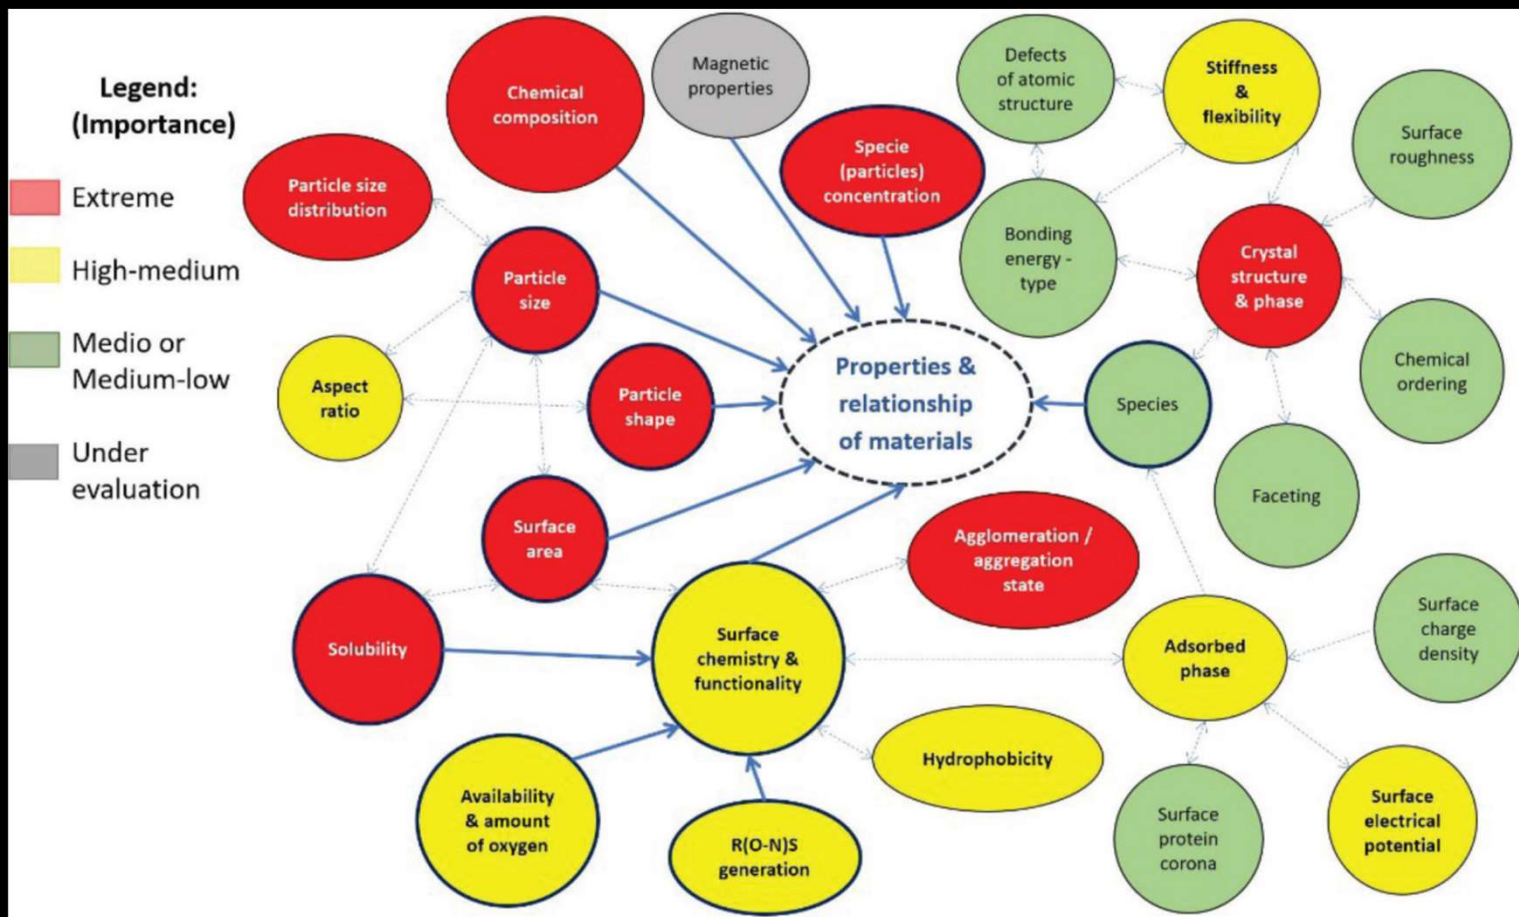 Legend:
(Importance)
Extreme
High-medium
Medio or
Medium-low
Under
evaluation
Chemical
composition
Magnetic
properties
Specie
(particles)
concentration
Defects
of atomic
structure
Stiffness
&
flexibility
Surface
roughness
Particle size
distribution
Particle
size
Bonding
energy -
type
Crystal
structure
& phase
Aspect
ratio
Particle
shape
Properties &
relationship
of materials
Species
Chemical
ordering
Faceting
Surface
area
Agglomeration /
aggregation
state
Solubility
Surface
chemistry &
functionality
Adsorbed
phase
Surface
charge
density
Hydrophobicity
Availability
& amount
of oxygen
R(O-N)S
generation
Surface
protein
corona
Surface
electrical
potential